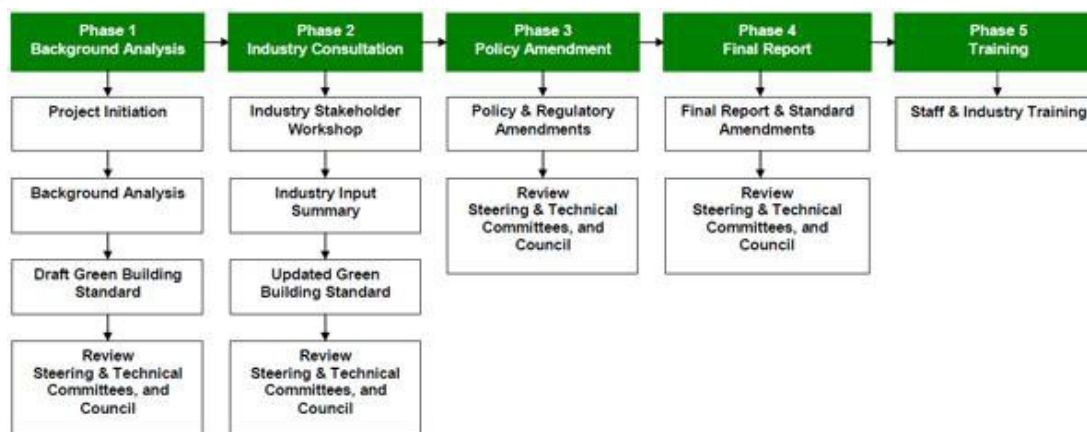 Phase 1
Background Analysis
Phase 2
Industry Consultation
Phase 3
Policy Amendment
Phase 4
Final Report
Phase 5
Training
Project Initiation
Industry Stakeholder
Workshop
Policy & Regulatory
Amendments
Final Report & Standard
Amendments
Staff & Industry Training
Background Analysis
Industry Input
Summary
Review
Steering & Technical
Committees, and
Council
Review
Steering & Technical
Committees, and
Council
Draft Green Building
Standard
Updated Green
Building Standard
Review
Steering & Technical
Committees, and
Council
Review
Steering & Technical
Committees, and
Council